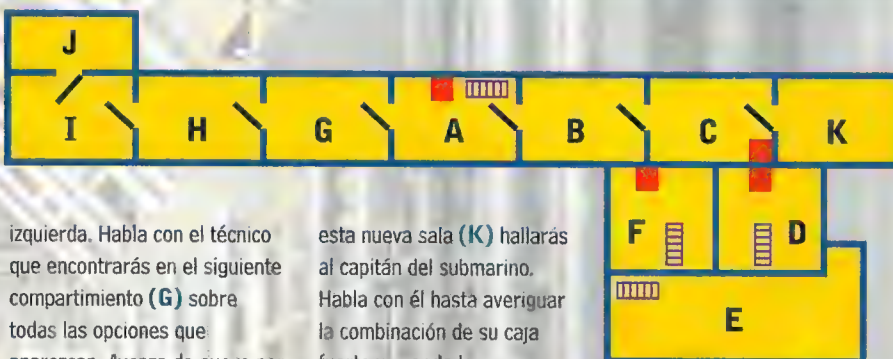 J
I H G A B C K
F D
E
izquierda. Habla con el técnico
que encontrarás en el siguiente
compartimiento (G) sobre
todas las opciones que
esta nueva sala (K) hallarás
al capitán del submarino.
Habla con él hasta averiguar
la combinación de su caja